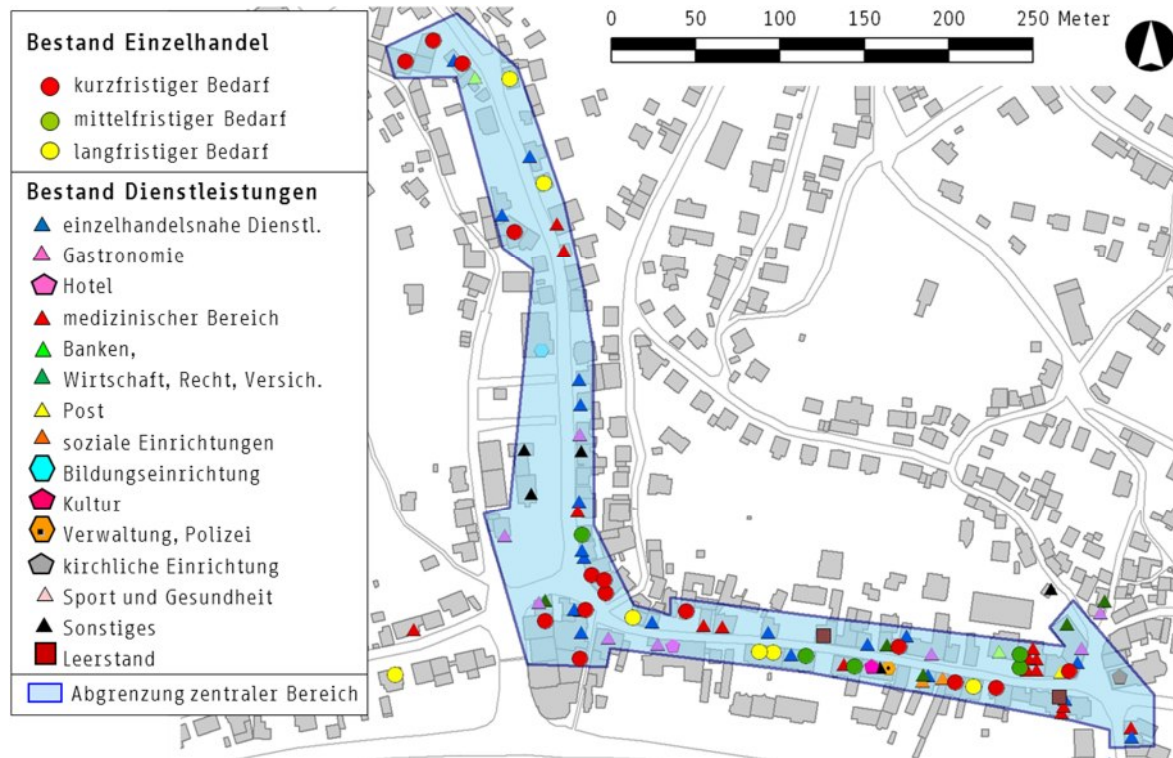 Bestand Einzelhandel
kurzfristiger Bedarf
mittelfristiger Bedarf
langfristiger Bedarf
Bestand Dienstleistungen
einzelhandelsnahe Dienstl.
Gastronomie
Hotel
medizinischer Bereich
Banken,
Wirtschaft, Recht, Versich.
Post
soziale Einrichtungen
Bildungseinrichtung
Kultur
Verwaltung, Polizei
kirchliche Einrichtung
Sport und Gesundheit
Sonstiges
Leerstand
Abgrenzung zentraler Bereich
0 50 100 150 200 250 Meter